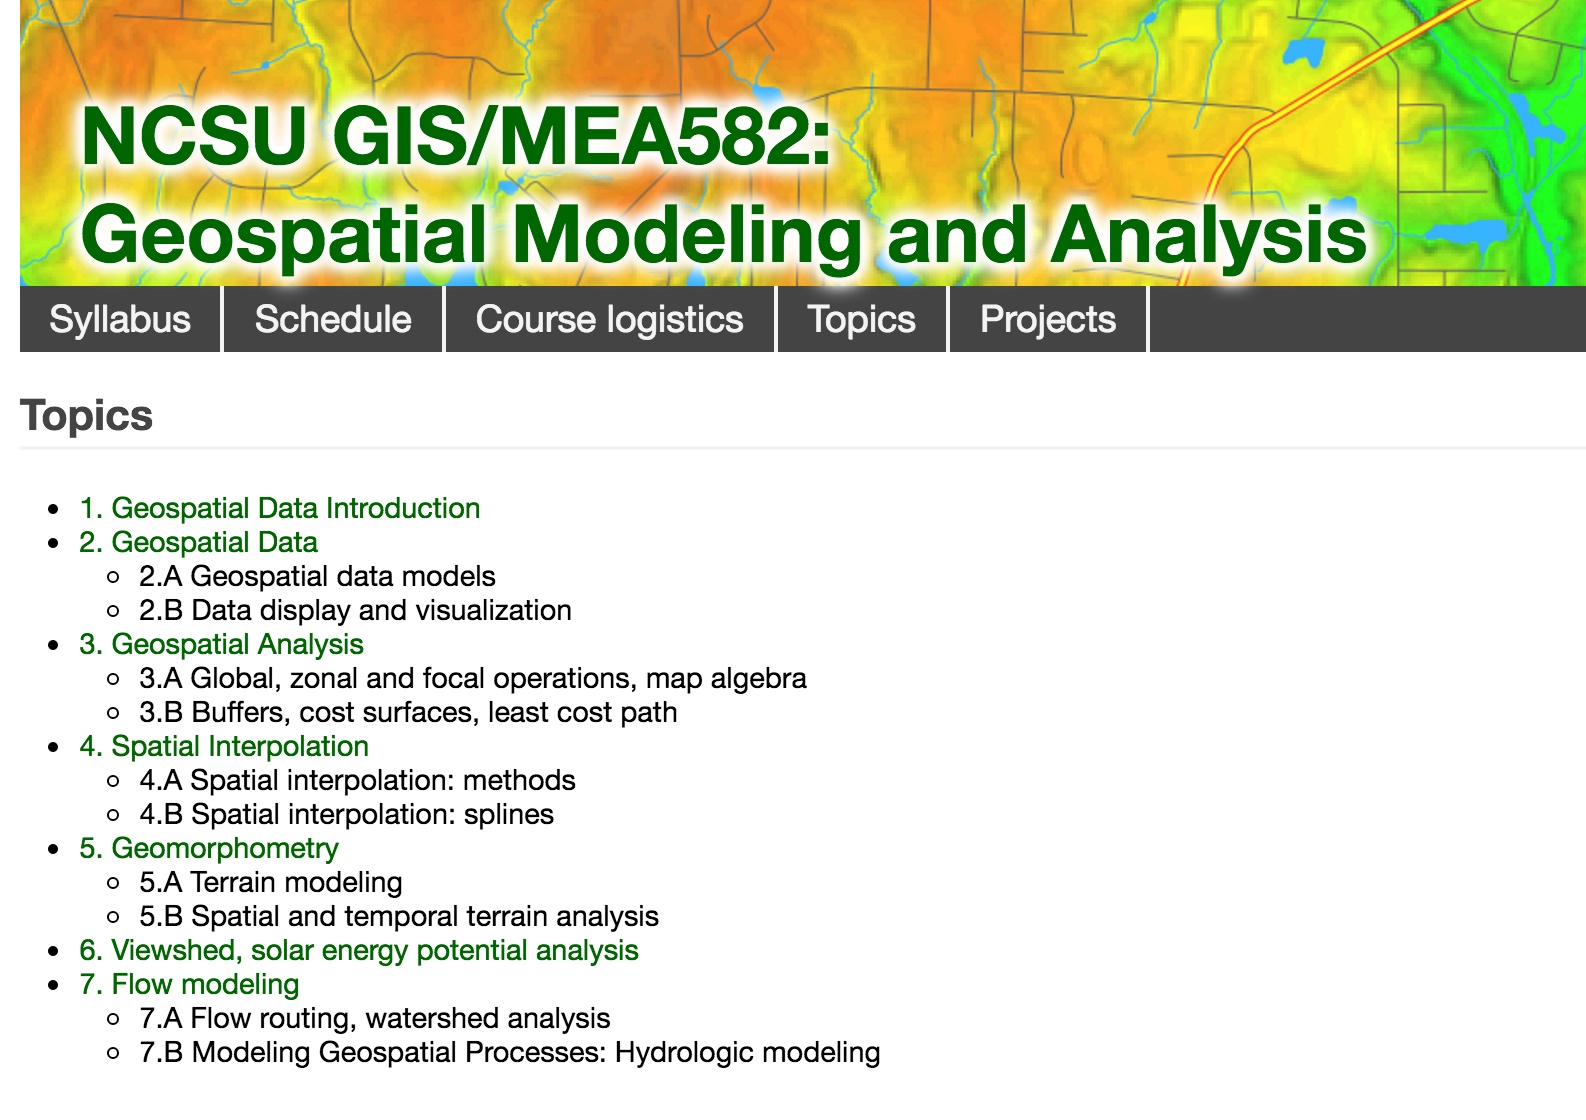 NCSU GIS/MEA582:
Geospatial Modeling and Analysis
Syllabus Schedule Course logistics Topics Projects
Topics
1. Geospatial Data Introduction
2. Geospatial Data
2.A Geospatial data models
2.B Data display and visualization
3. Geospatial Analysis
3.A Global, zonal and focal operations, map algebra
3.B Buffers, cost surfaces, least cost path
4. Spatial Interpolation
4.A Spatial interpolation: methods
4.B Spatial interpolation: splines
5. Geomorphometry
5.A Terrain modeling
5.B Spatial and temporal terrain analysis
6. Viewshed, solar energy potential analysis
7. Flow modeling
7.A Flow routing, watershed analysis
7.B Modeling Geospatial Processes: Hydrologic modeling